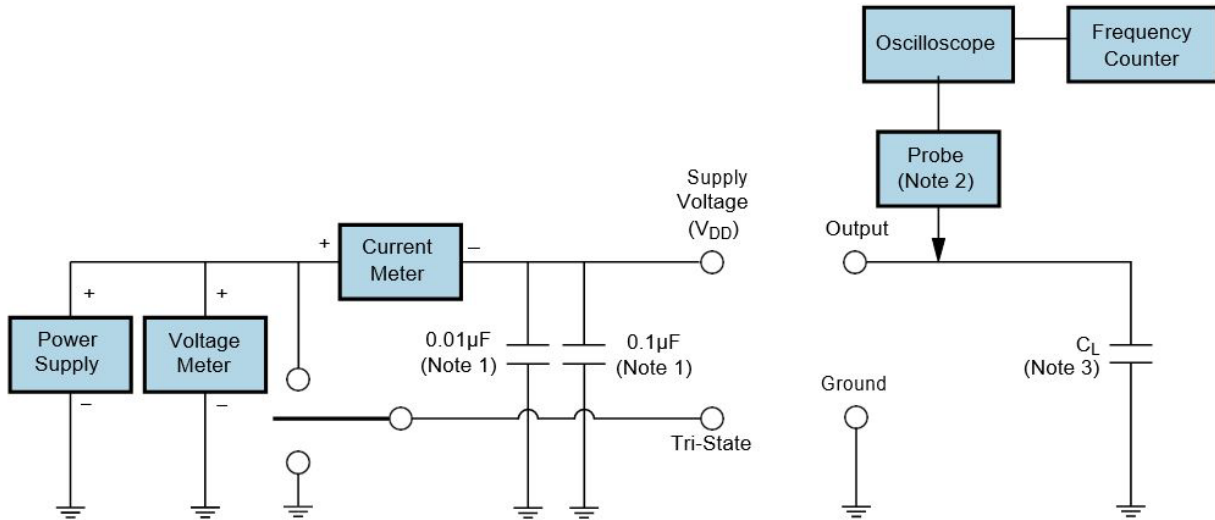 Oscilloscope
Frequency
Counter
Probe
(Note 2)
Supply
Voltage
(VDD)
Output
+
Current
Meter
–
+
+
Power
Supply
Voltage
Meter
0.01µF
(Note 1)
0.1µF
(Note 1)
CL
(Note 3)
–
–
Ground
Tri-State